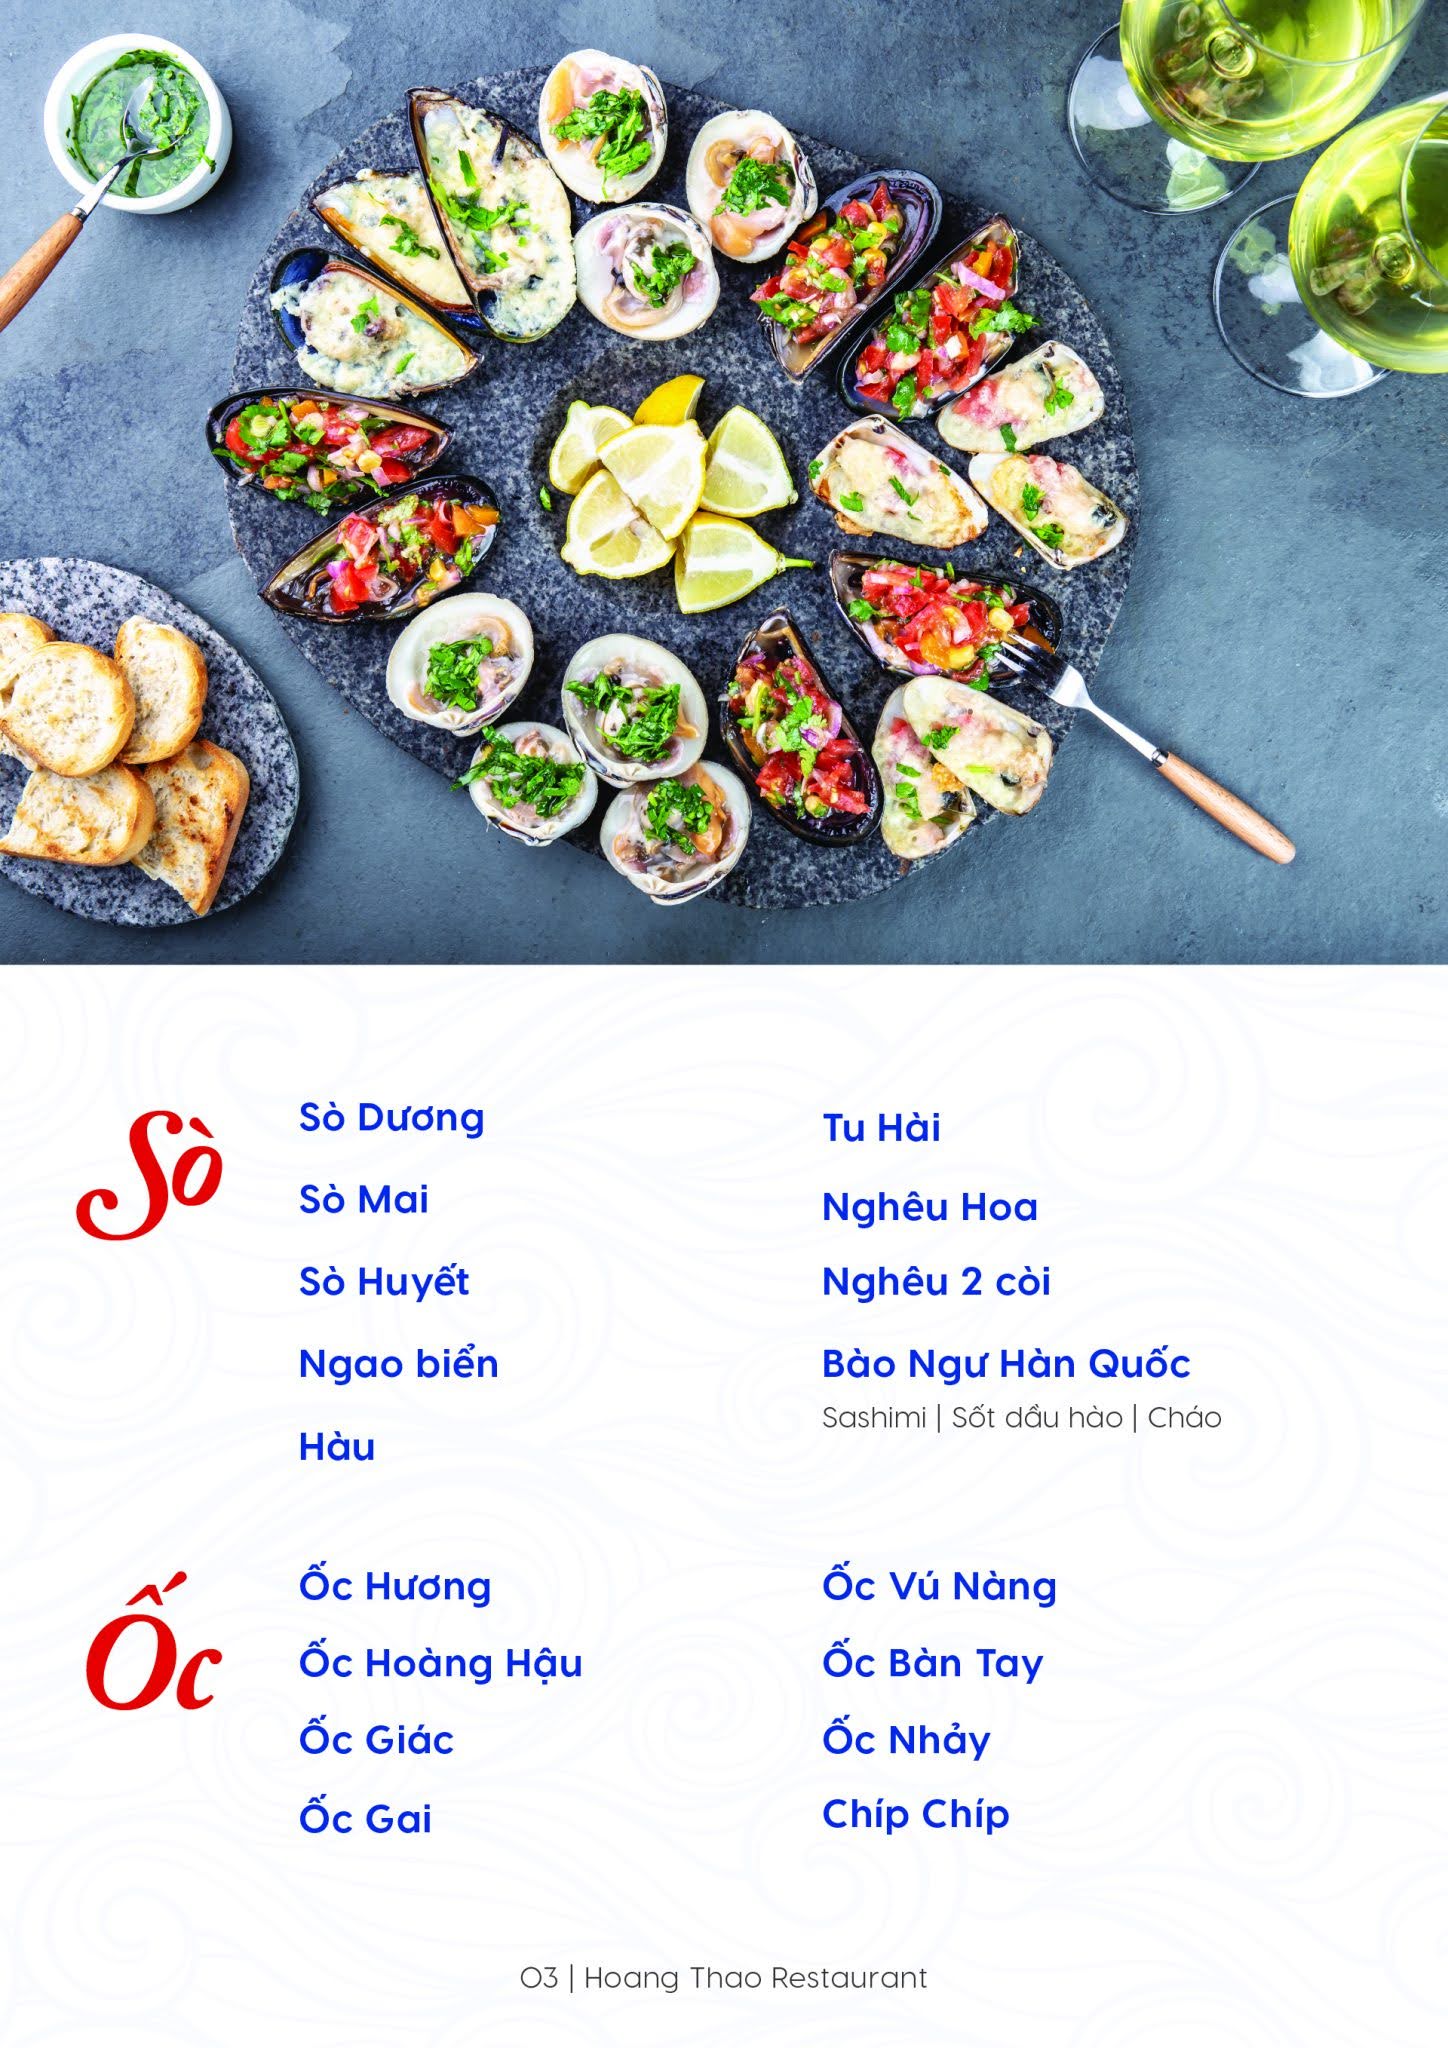 Sò
Sò Dương
Sò Mai
Sò Huyết
Ngao biển
Hàu
Tu Hài
Nghêu Hoa
Nghêu 2 còi
Bào Ngư Hàn Quốc
Sashimi | Sốt dầu hào | Cháo
Ốc
Ốc Hương
Ốc Hoàng Hậu
Ốc Giác
Ốc Gai
Ốc Vú Nàng
Ốc Bàn Tay
Ốc Nhảy
Chíp Chíp
03 | Hoang Thao Restaurant